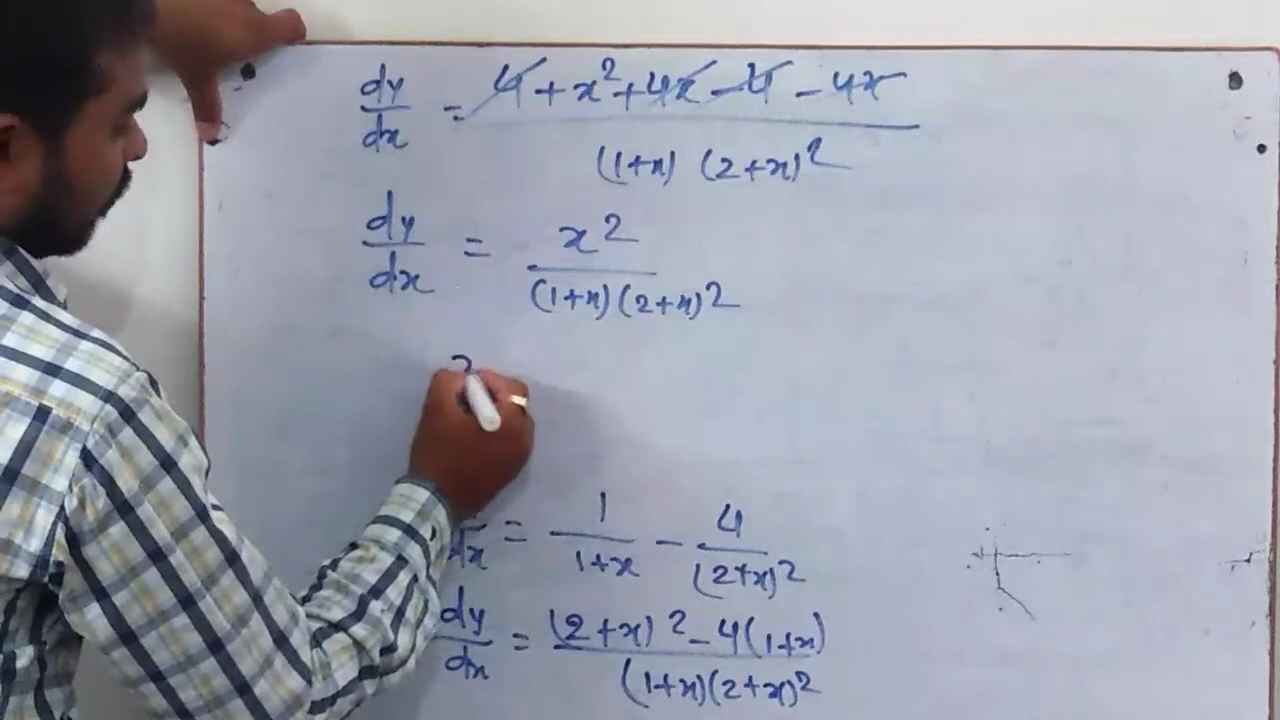 dy/dx = 4 + x² + 4x - 4 - 4x / (1+x) (2+x)²
dy/dx = x² / (1+x) (2+x)²
dx = 1 / 1+x - 4 / (2+x)²
dy/dx = (2+x)² - 4(1+x) / (1+x)(2+x)²